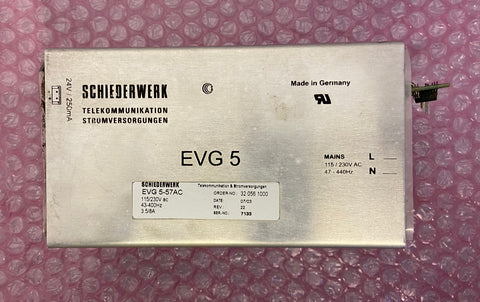 24V / 250mA
SCHIEDERWERK
TELEKOMMUNIKATION
STROMVERSORGUNGEN
Made in Germany
EVG 5
MAINS L
115 / 230V AC
47 - 440Hz N
SCHIEDERWERK Telekommunikation & Stromversorgungen
EVG 5-57AC ORDER-NO.: 32 056 1000
115/230V ac DATE 07/03
43-400Hz REV 22
3.5/8A SER-NO.: 7133